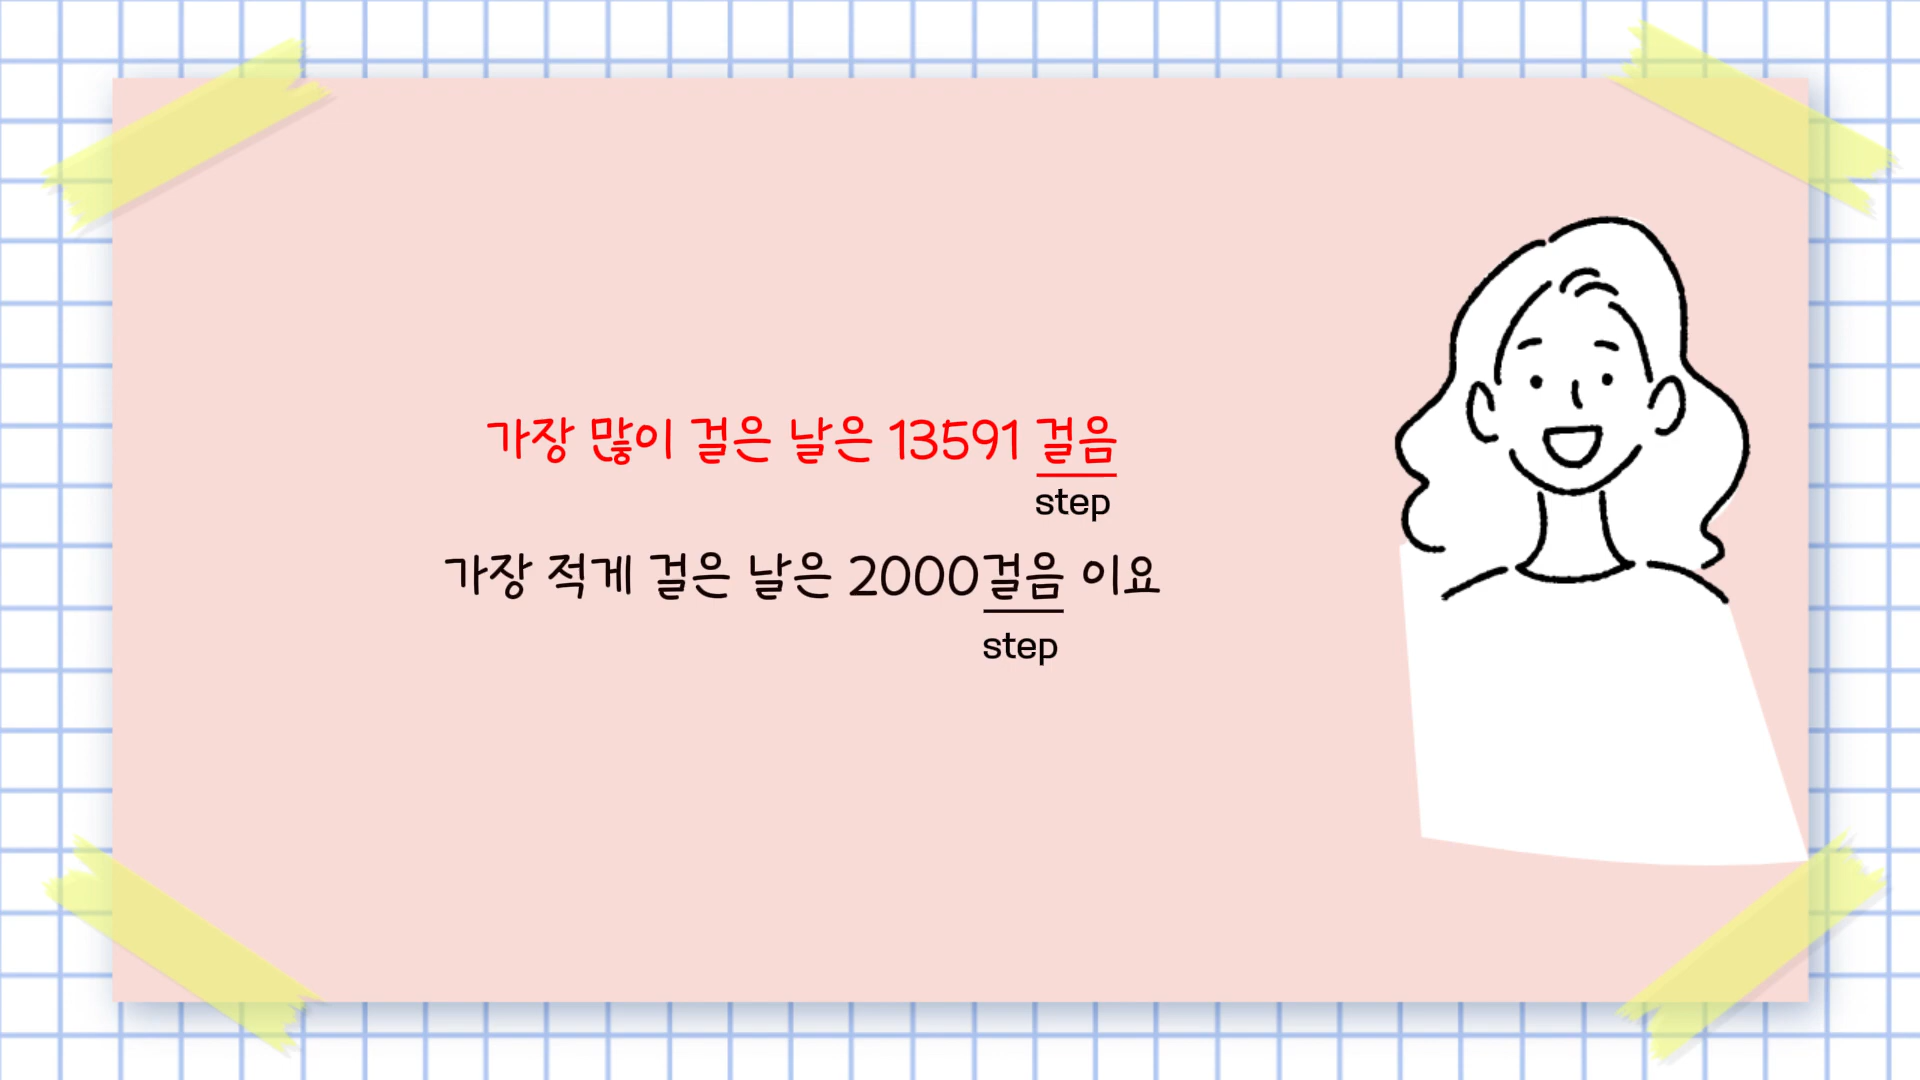 가장 많이 걸은 날은 13591 걸음
step
가장 적게 걸은 날은 2000걸음 이요
step